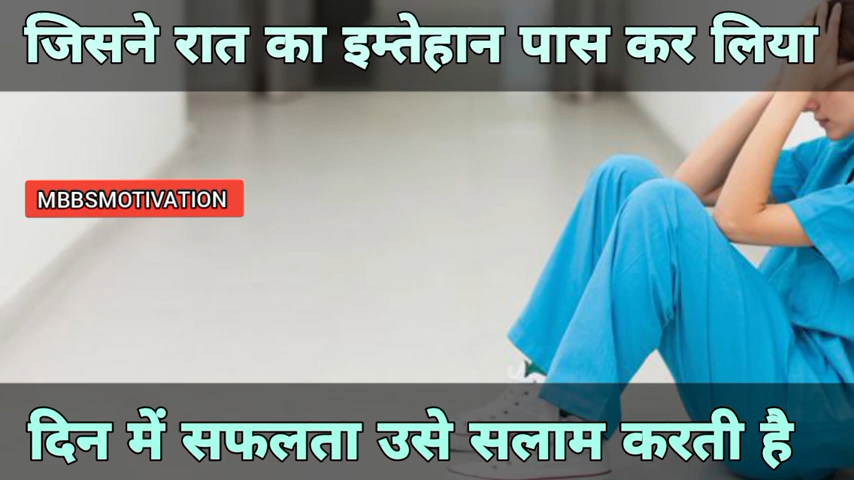 जिसने रात का इम्तेहान पास कर लिया
MBBSMOTIVATION
दिन में सफलता उसे सलाम करती है